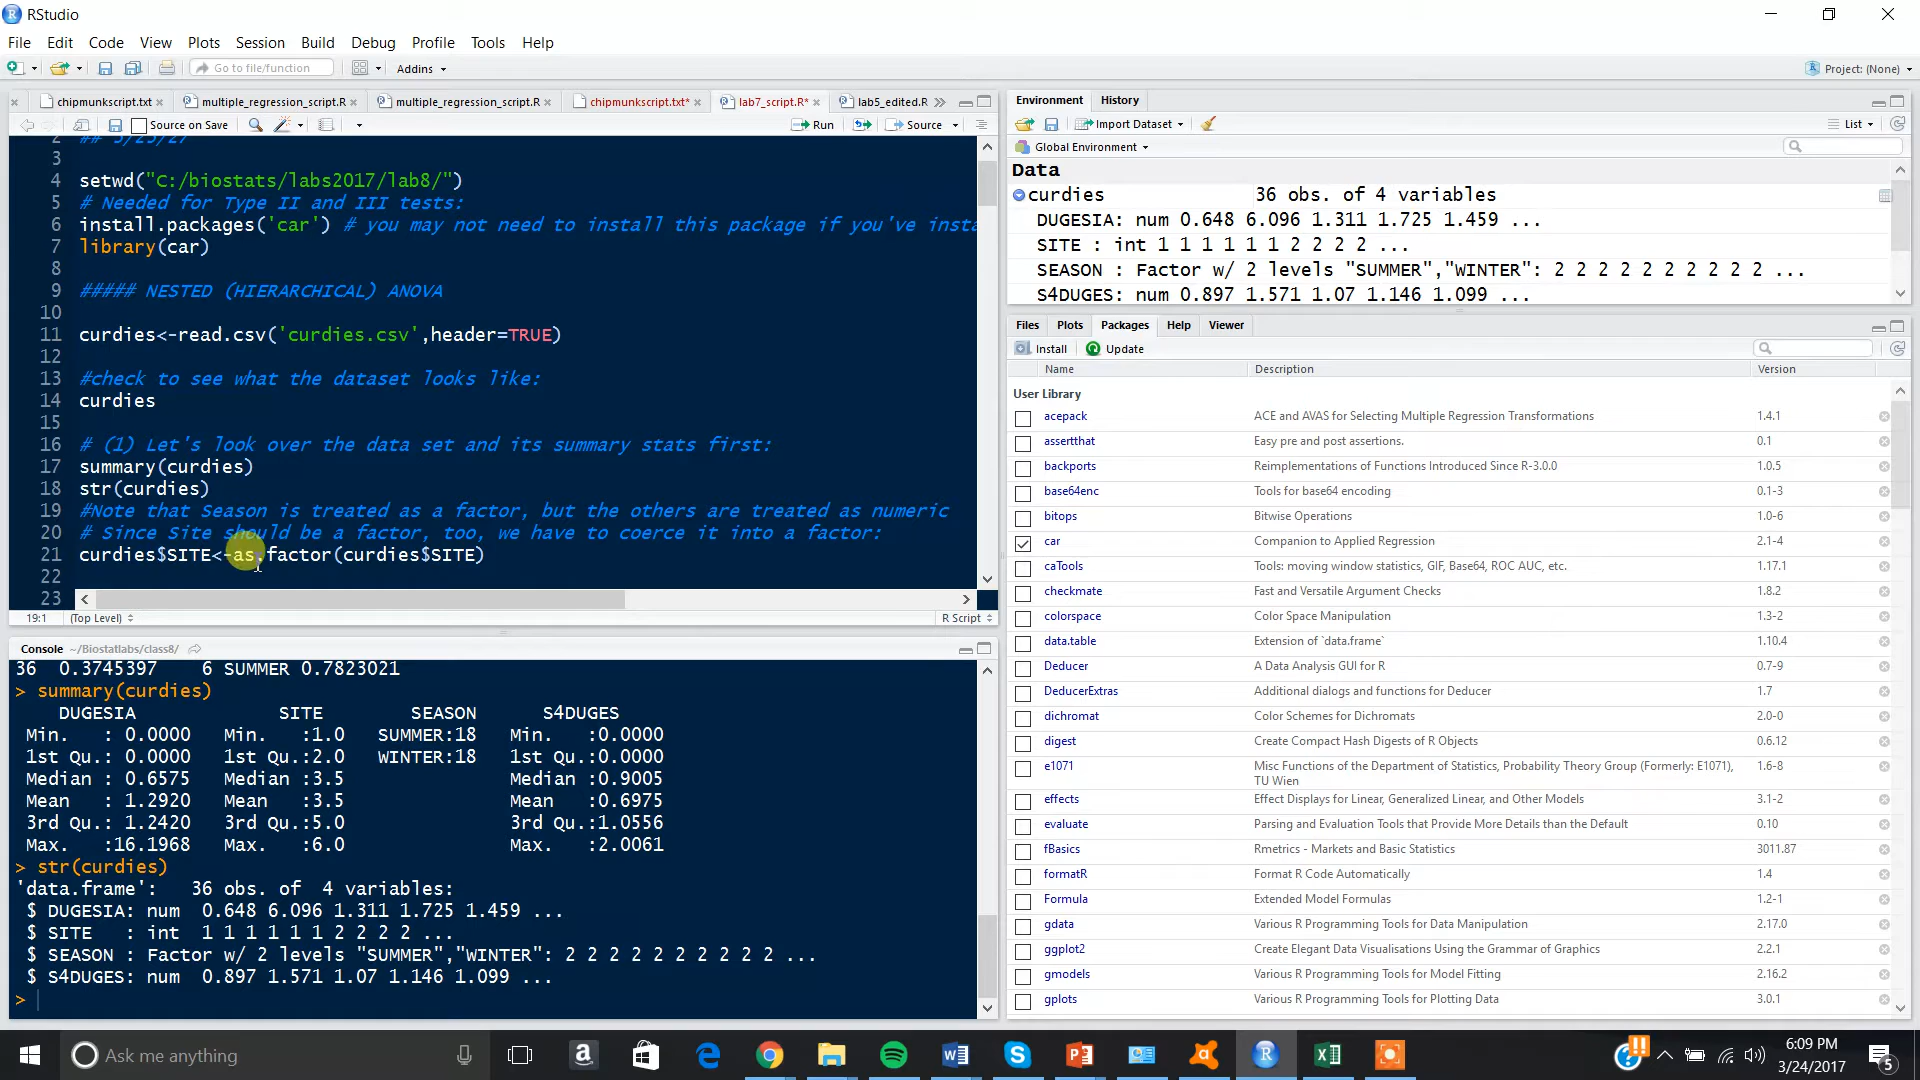 RStudio
File Edit Code View Plots Session Build Debug Profile Tools Help
Go to file/function Addins Project: (None)
chipmunkscript.txt multiple_regression_script.R multiple_regression_script.R chipmunkscript.txt* lab7_script.R* lab5_edited.R
Source on Save Run Source
2
3
4 setwd("C:/biostats/labs2017/lab8/")
5 # Needed for Type II and III tests:
6 install.packages('car') # you may not need to install this package if you've insta
7 library(car)
8
9 ##### NESTED (HIERARCHICAL) ANOVA
10
11 curdies<-read.csv('curdies.csv',header=TRUE)
12
13 #check to see what the dataset looks like:
14 curdies
15
16 # (1) Let's look over the data set and its summary stats first:
17 summary(curdies)
18 str(curdies)
19 #Note that Season is treated as a factor, but the others are treated as numeric
20 # Since Site should be a factor, too, we have to coerce it into a factor:
21 curdies$SITE<-as.factor(curdies$SITE)
22
23
19:1 (Top Level) R Script
Console ~/Biostatlabs/class8/
36 0.3745397 6 SUMMER 0.7823021
> summary(curdies)
DUGESIA SITE SEASON S4DUGES
Min. : 0.0000 Min. :1.0 SUMMER:18 Min. :0.0000
1st Qu.: 0.0000 1st Qu.:2.0 WINTER:18 1st Qu.:0.0000
Median : 0.6575 Median :3.5 Median :0.9005
Mean : 1.2920 Mean :3.5 Mean :0.6975
3rd Qu.: 1.2420 3rd Qu.:5.0 3rd Qu.:1.0556
Max. :16.1968 Max. :6.0 Max. :2.0061
> str(curdies)
'data.frame': 36 obs. of 4 variables:
$ DUGESIA: num 0.648 6.096 1.311 1.725 1.459 ...
$ SITE : int 1 1 1 1 1 1 2 2 2 2 ...
$ SEASON : Factor w/ 2 levels "SUMMER","WINTER": 2 2 2 2 2 2 2 2 2 2 ...
$ S4DUGES: num 0.897 1.571 1.07 1.146 1.099 ...
>
Environment History
Import Dataset List
Global Environment
Data
curdies 36 obs. of 4 variables
DUGESIA: num 0.648 6.096 1.311 1.725 1.459 ...
SITE : int 1 1 1 1 1 1 2 2 2 2 ...
SEASON : Factor w/ 2 levels "SUMMER","WINTER": 2 2 2 2 2 2 2 2 2 2 ...
S4DUGES: num 0.897 1.571 1.07 1.146 1.099 ...
Files Plots Packages Help Viewer
Install Update
Name Description Version
User Library
acepack ACE and AVAS for Selecting Multiple Regression Transformations 1.4.1
assertthat Easy pre and post assertions. 0.1
backports Reimplementations of Functions Introduced Since R-3.0.0 1.0.5
base64enc Tools for base64 encoding 0.1-3
bitops Bitwise Operations 1.0-6
car Companion to Applied Regression 2.1-4
caTools Tools: moving window statistics, GIF, Base64, ROC AUC, etc. 1.17.1
checkmate Fast and Versatile Argument Checks 1.8.2
colorspace Color Space Manipulation 1.3-2
data.table Extension of `data.frame` 1.10.4
Deducer A Data Analysis GUI for R 0.7-9
DeducerExtras Additional dialogs and functions for Deducer 1.7
dichromat Color Schemes for Dichromats 2.0-0
digest Create Compact Hash Digests of R Objects 0.6.12
e1071 Misc Functions of the Department of Statistics, Probability Theory Group (Formerly: E1071), 1.6-8
TU Wien
effects Effect Displays for Linear, Generalized Linear, and Other Models 3.1-2
evaluate Parsing and Evaluation Tools that Provide More Details than the Default 0.10
fBasics Rmetrics - Markets and Basic Statistics 3011.87
formatR Format R Code Automatically 1.4
Formula Extended Model Formulas 1.2-1
gdata Various R Programming Tools for Data Manipulation 2.17.0
ggplot2 Create Elegant Data Visualisations Using the Grammar of Graphics 2.2.1
gmodels Various R Programming Tools for Model Fitting 2.16.2
gplots Various R Programming Tools for Plotting Data 3.0.1
Ask me anything
6:09 PM
3/24/2017
5